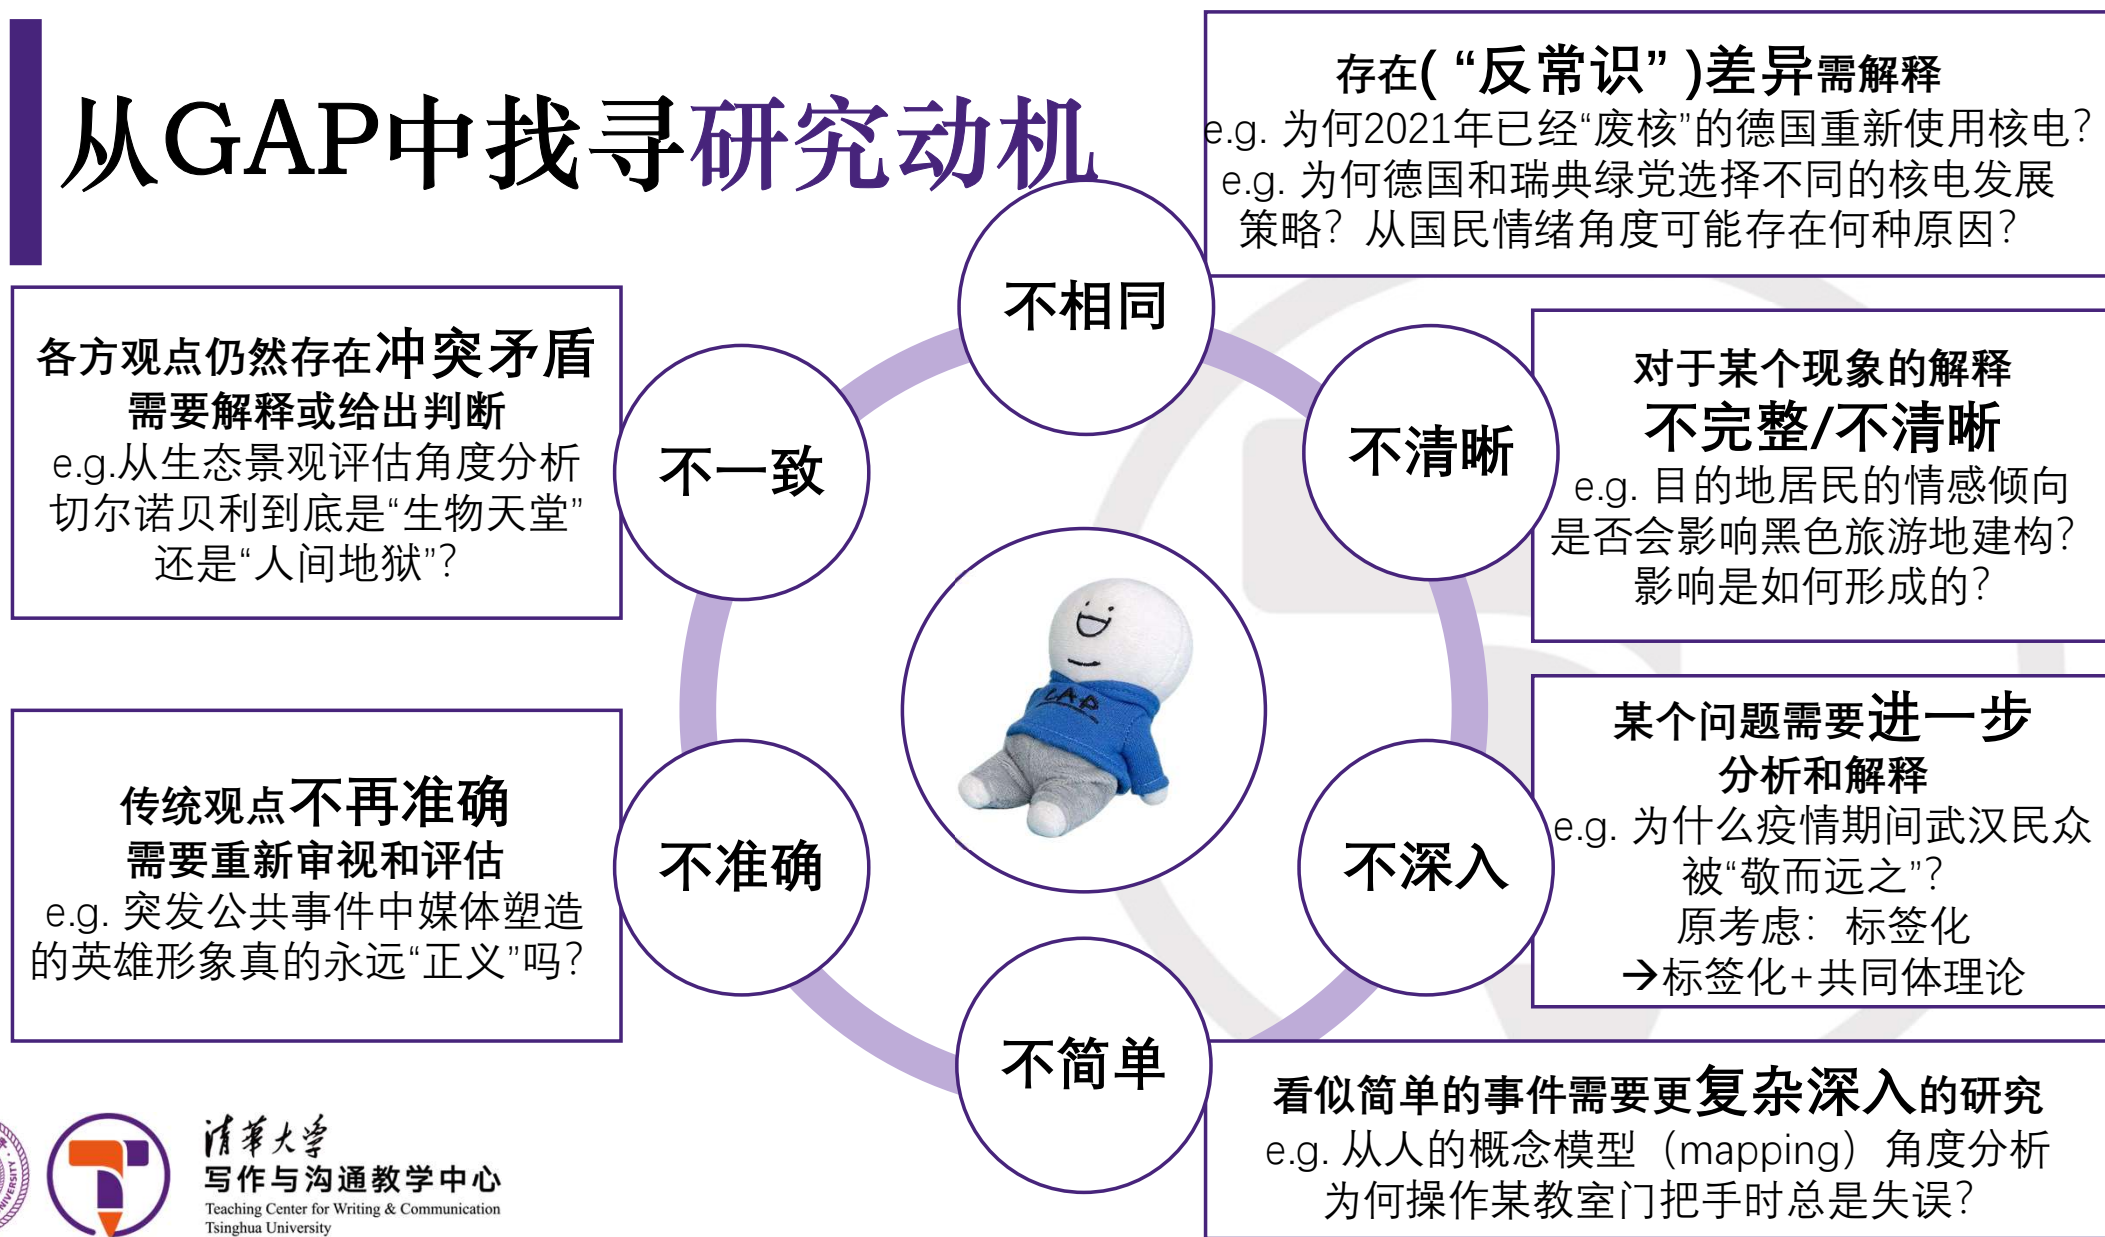 从GAP中找寻研究动机
存在( “反常识” )差异需解释
e.g. 为何2021年已经“废核”的德国重新使用核电？
e.g. 为何德国和瑞典绿党选择不同的核电发展
策略？从国民情绪角度可能存在何种原因？
不相同
各方观点仍然存在冲突矛盾
需要解释或给出判断
e.g.从生态景观评估角度分析
切尔诺贝利到底是“生物天堂”
还是“人间地狱”？
不一致
不清晰
对于某个现象的解释
不完整/不清晰
e.g. 目的地居民的情感倾向
是否会影响黑色旅游地建构？
影响是如何形成的？
传统观点不再准确
需要重新审视和评估
e.g. 突发公共事件中媒体塑造
的英雄形象真的永远“正义”吗？
不准确
不深入
某个问题需要进一步
分析和解释
e.g. 为什么疫情期间武汉民众
被“敬而远之”？
原考虑：标签化
→标签化+共同体理论
不简单
看似简单的事件需要更复杂深入的研究
e.g. 从人的概念模型（mapping）角度分析
为何操作某教室门把手时总是失误？
清华大学
写作与沟通教学中心
Teaching Center for Writing & Communication
Tsinghua University